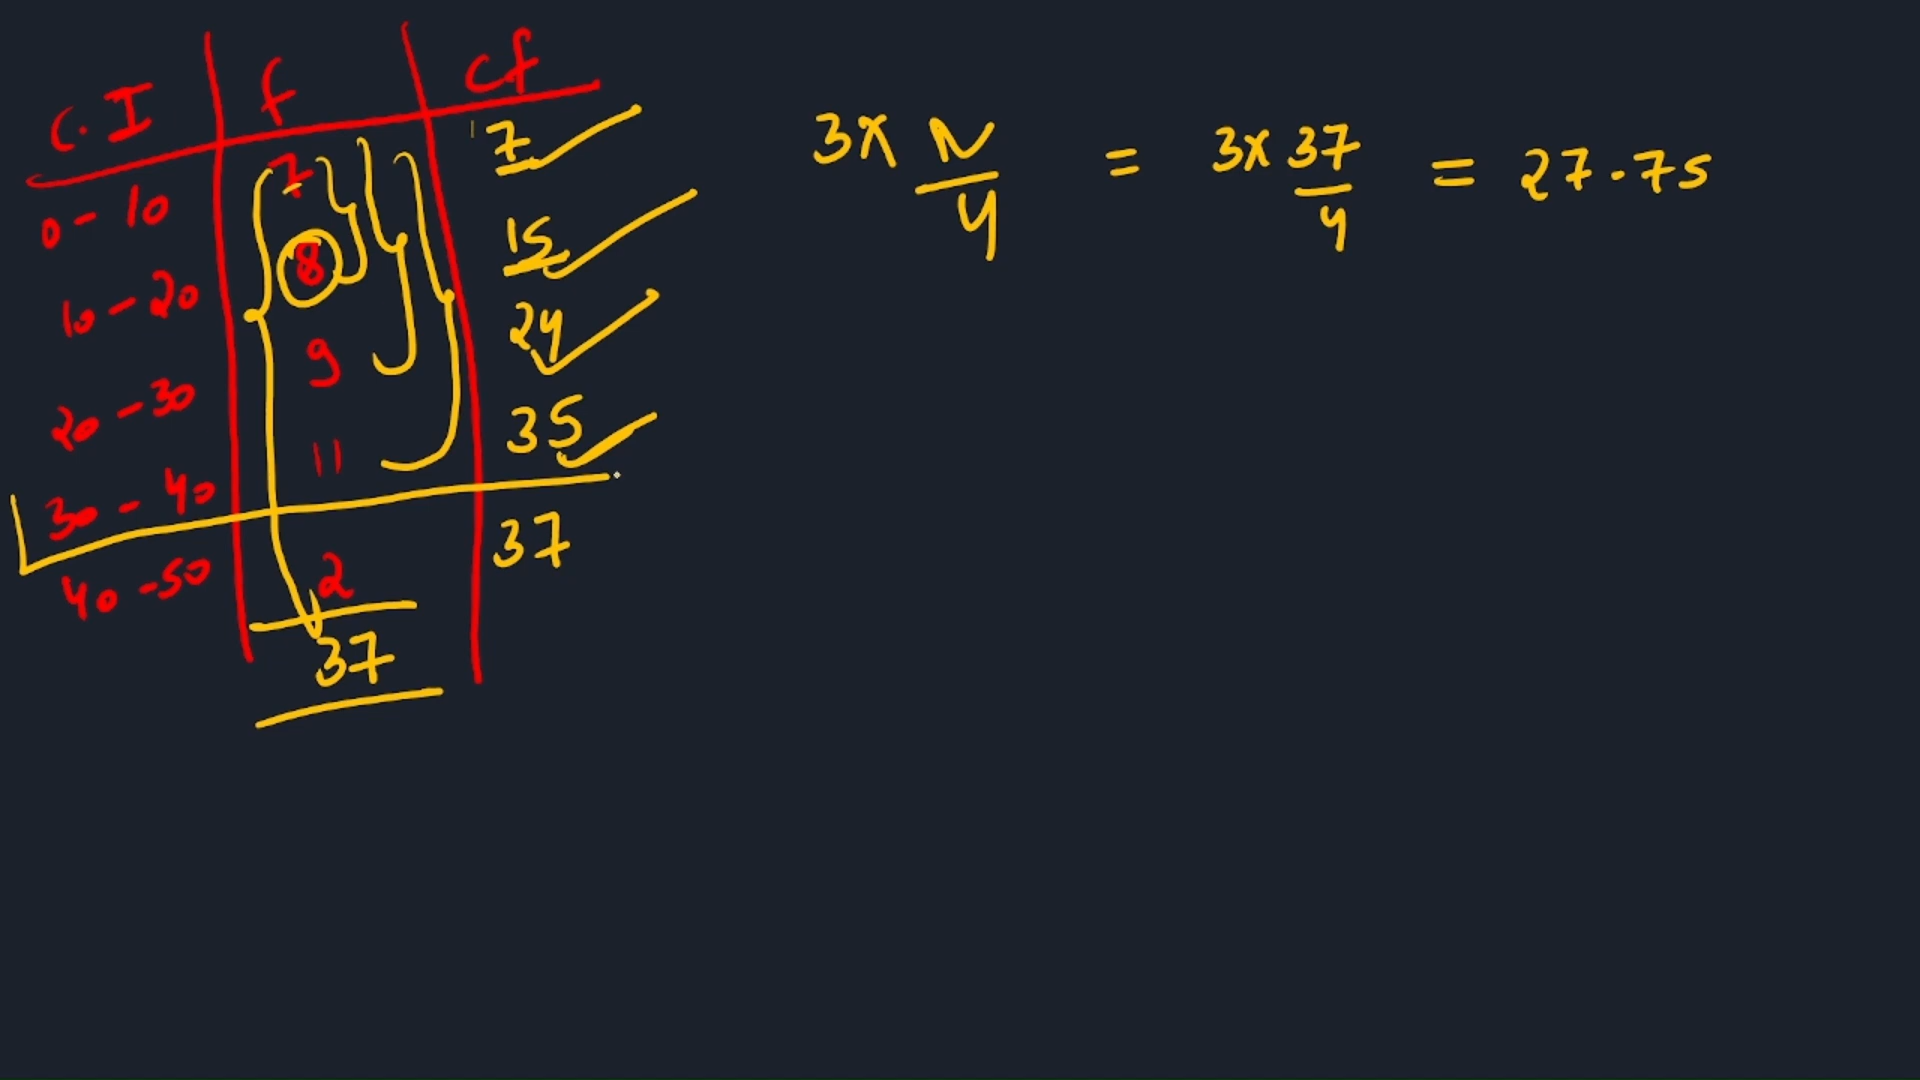 C.I f cf
0-10 7 7
10-20 8 15
20-30 9 24
30-40 11 35
40-50 2 37
37
3x N/4 = 3x 37/4 = 27.75